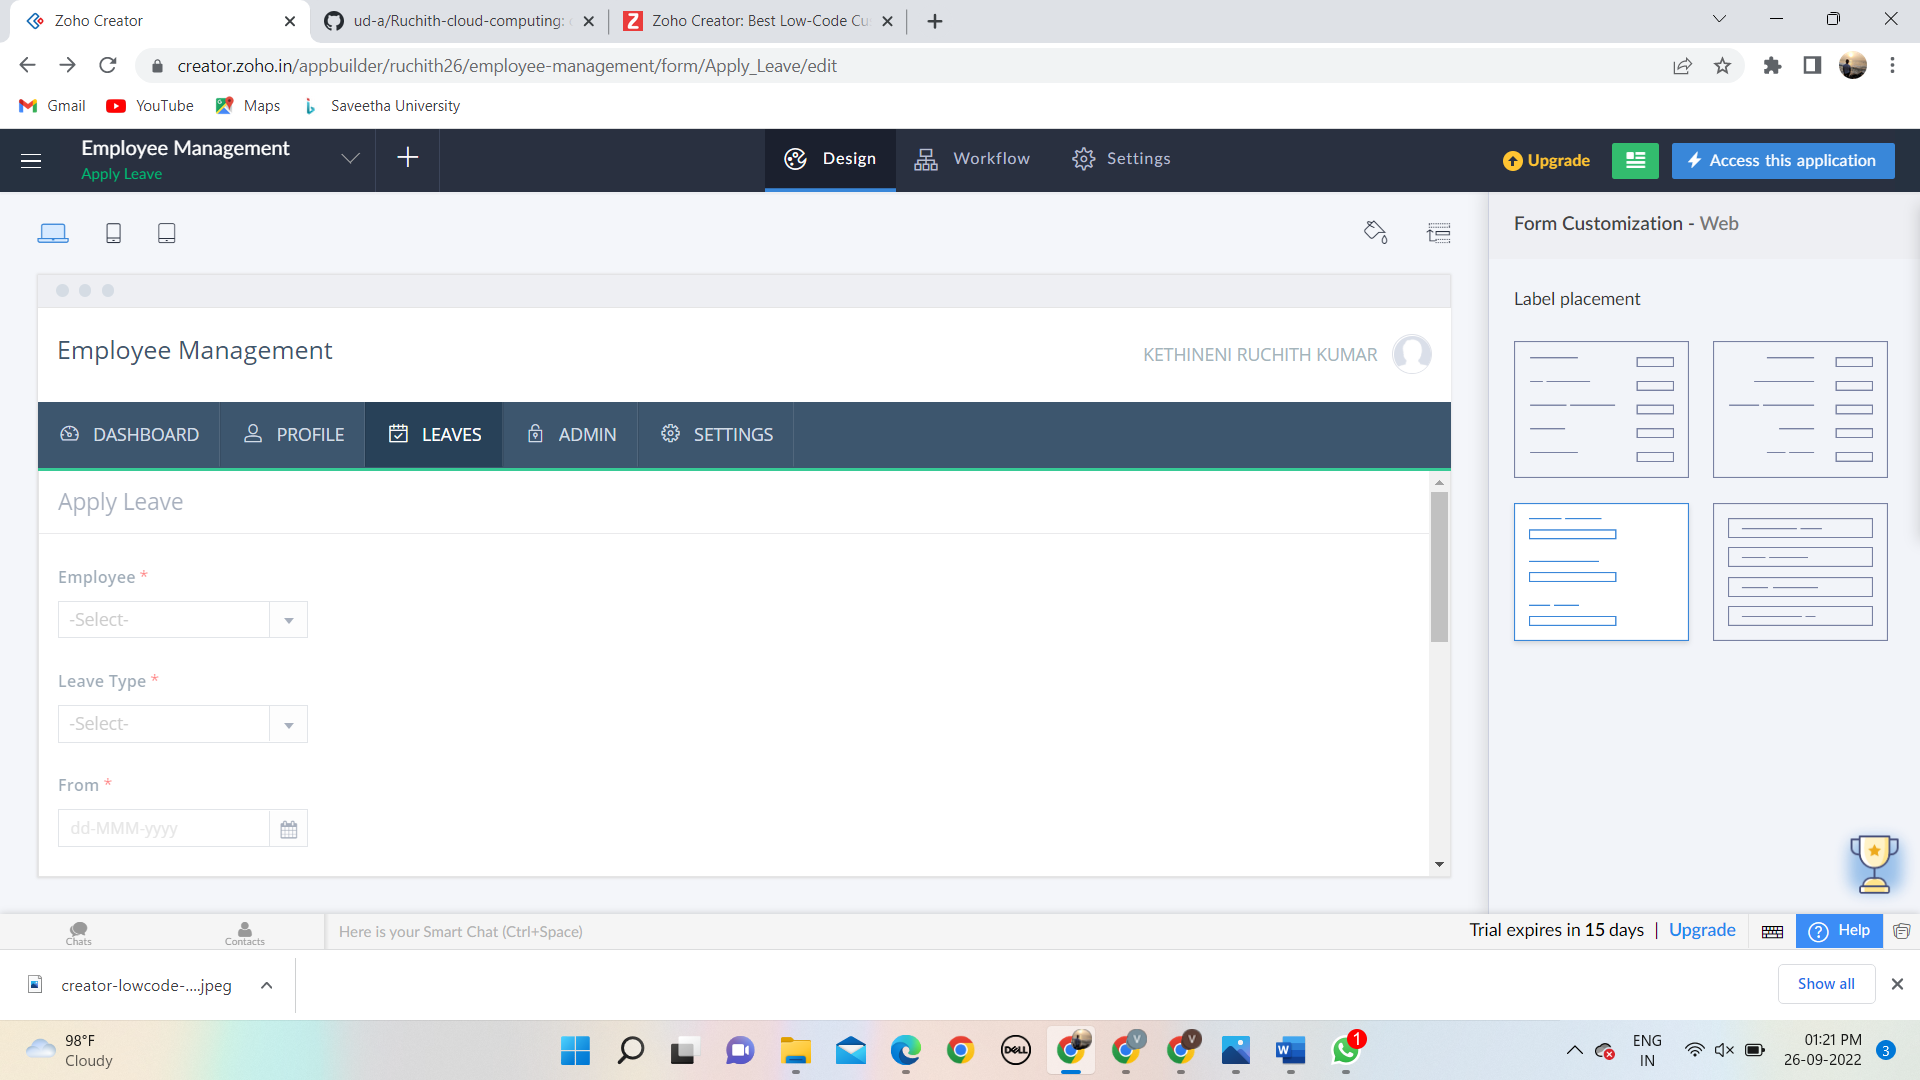 Zoho Creator
ud-a/Ruchith-cloud-computing:
Zoho Creator: Best Low-Code Cu
creator.zoho.in/appbuilder/ruchith26/employee-management/form/Apply_Leave/edit
Gmail YouTube Maps Saveetha University
Employee Management
Apply Leave
Design Workflow Settings
Upgrade
Access this application
Form Customization - Web
Label placement
Employee Management
KETHINENI RUCHITH KUMAR
DASHBOARD PROFILE LEAVES ADMIN SETTINGS
Apply Leave
Employee *
-Select-
Leave Type *
-Select-
From *
dd-MMM-yyyy
Chats
Contacts
Here is your Smart Chat (Ctrl+Space)
Trial expires in 15 days | Upgrade
Help
creator-lowcode-....jpeg
Show all
98°F
Cloudy
DELL
V
V
W
1
ENG
IN
01:21 PM
26-09-2022
3